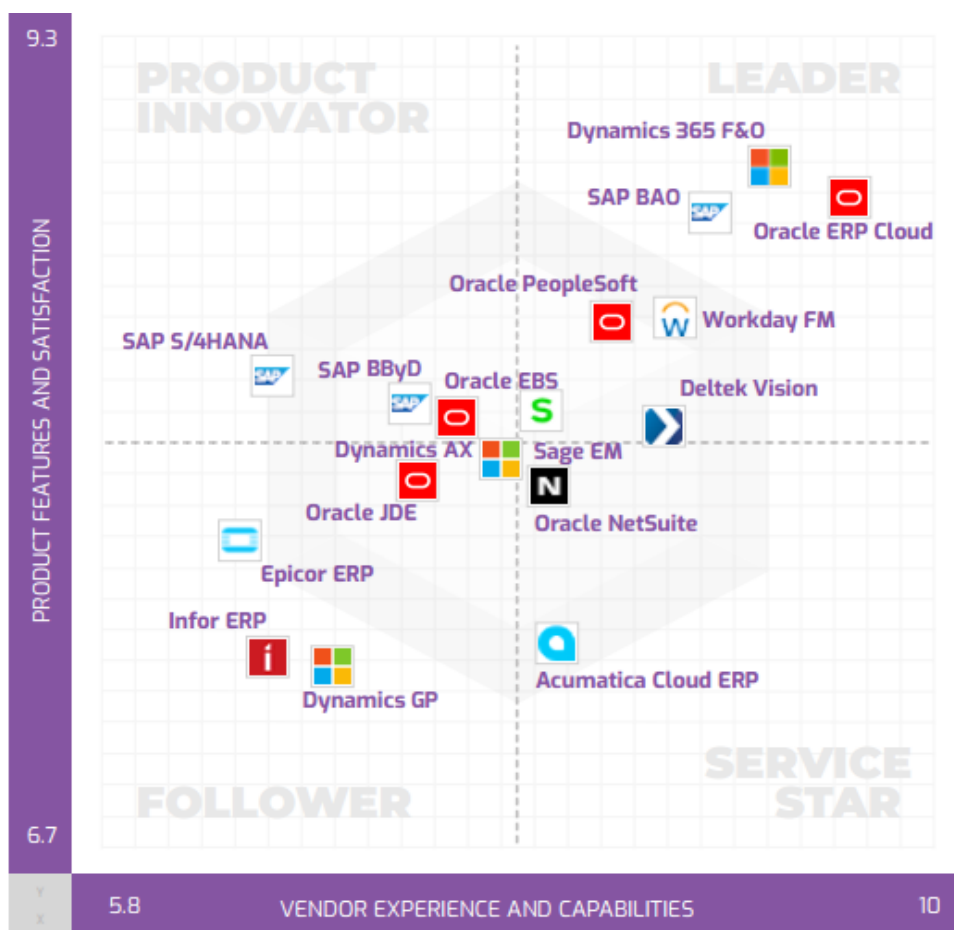 9.3
PRODUCT
INNOVATOR
LEADER
Dynamics 365 F&O
SAP BAO
SAP
Oracle ERP Cloud
Oracle PeopleSoft
W
Workday FM
SAP S/4HANA
SAP
SAP BByD
SAP
Oracle EBS
S
Deltek Vision
Dynamics AX
Sage EM
N
Oracle JDE
Oracle NetSuite
Epicor ERP
Infor ERP
i
Dynamics GP
Acumatica Cloud ERP
FOLLOWER
SERVICE
STAR
PRODUCT FEATURES AND SATISFACTION
6.7
Y
X
5.8
VENDOR EXPERIENCE AND CAPABILITIES
10